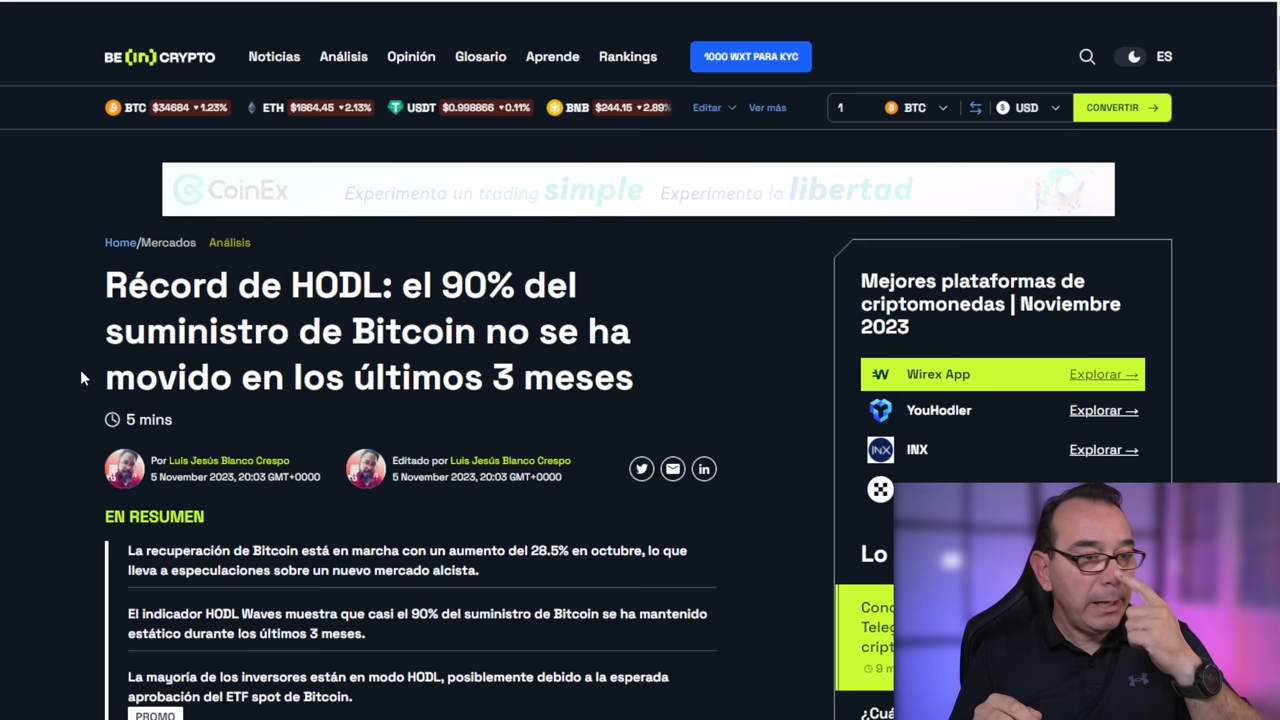 BE [in] CRYPTO
Noticias Análisis Opinión Glosario Aprende Rankings
1000 WXT PARA KYC
ES
BTC $34684 ▼1.23% ETH $1864.45 ▼2.13% USDT $0.998866 ▼0.11% BNB $244.15 ▼2.89%
Editar Ver más
1 BTC USD CONVERTIR →
CoinEx Experimenta un trading simple Experimenta la libertad
Home/Mercados Análisis
Récord de HODL: el 90% del
suministro de Bitcoin no se ha
movido en los últimos 3 meses
5 mins
Por Luis Jesús Blanco Crespo
5 November 2023, 20:03 GMT+0000
Editado por Luis Jesús Blanco Crespo
5 November 2023, 20:03 GMT+0000
in
EN RESUMEN
La recuperación de Bitcoin está en marcha con un aumento del 28.5% en octubre, lo que
lleva a especulaciones sobre un nuevo mercado alcista.
El indicador HODL Waves muestra que casi el 90% del suministro de Bitcoin se ha mantenido
estático durante los últimos 3 meses.
La mayoría de los inversores están en modo HODL, posiblemente debido a la esperada
aprobación del ETF spot de Bitcoin.
PROMO
Mejores plataformas de
criptomonedas | Noviembre
2023
Wirex App Explorar →
YouHodler Explorar →
INX INX Explorar →
Lo
Cono
Teleg
cript
9 m
¿Cuá